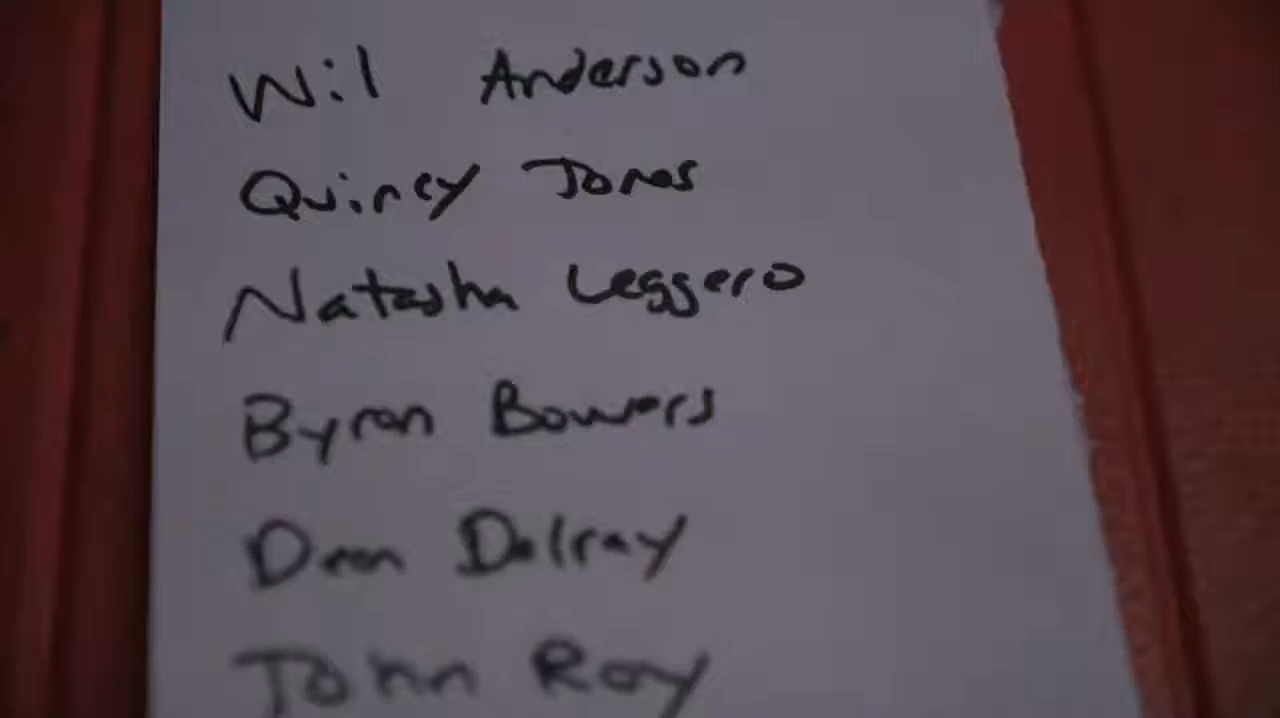 Wil Anderson
Quincy Jones
Natasha Leggero
Byron Bowers
Dean Delray
John Roy